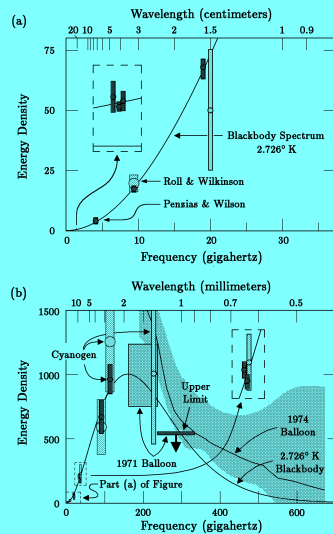 Wavelength (centimeters)
(a)
20 10 5 3 2 1.5 1 0.9
75
50
25
0
Energy Density
Blackbody Spectrum
2.726° K
Roll & Wilkinson
Penzias & Wilson
0 10 20 30
Frequency (gigahertz)
Wavelength (millimeters)
(b)
10 5 2 1 0.7 0.5
1500
1000
500
0
Energy Density
Cyanogen
Upper
Limit
1971 Balloon
1974
Balloon
2.726° K
Blackbody
Part (a) of Figure
0 200 400 600
Frequency (gigahertz)